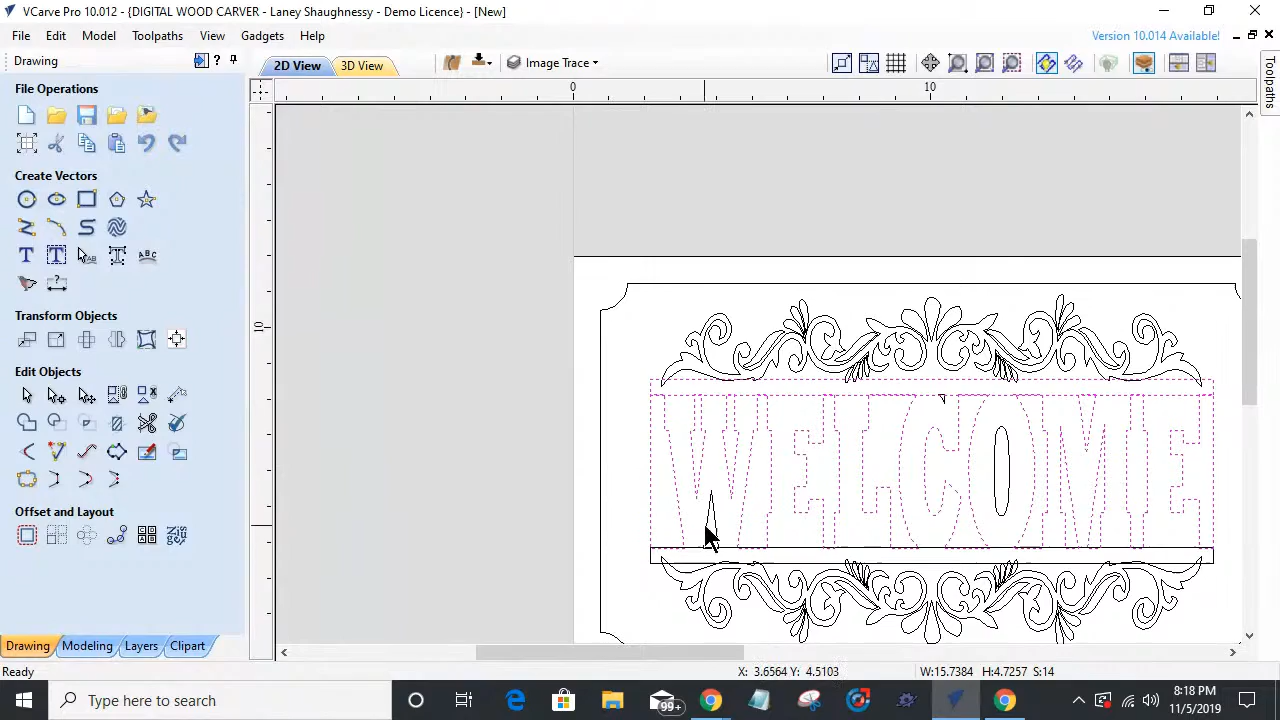 VCarve Pro 10.012 - {DIGITAL WOOD CARVER - Laney Shaughnessy - Demo Licence} - [New]
File Edit Model Toolpaths View Gadgets Help Version 10.014 Available!
Drawing ? 2D View 3D View Image Trace
Toolpaths
0 10
10
File Operations
Create Vectors
T T AB T ABC
?
Transform Objects
Edit Objects
Offset and Layout
WELCOME
Drawing Modeling Layers Clipart
Ready X: 3.6564 Y: 4.5103 W:15.7384 H:4.7257 S:14
Type here to search
99+
8:18 PM
11/5/2019